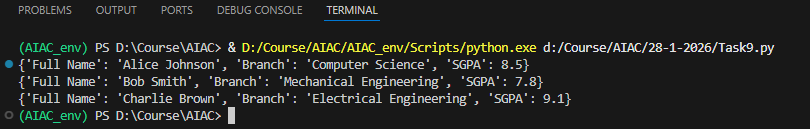 PROBLEMS OUTPUT PORTS DEBUG CONSOLE TERMINAL
(AIAC_env) PS D:\Course\AIAC> & D:/Course/AIAC/AIAC_env/Scripts/python.exe d:/Course/AIAC/28-1-2026/Task9.py
{'Full Name': 'Alice Johnson', 'Branch': 'Computer Science', 'SGPA': 8.5}
{'Full Name': 'Bob Smith', 'Branch': 'Mechanical Engineering', 'SGPA': 7.8}
{'Full Name': 'Charlie Brown', 'Branch': 'Electrical Engineering', 'SGPA': 9.1}
(AIAC_env) PS D:\Course\AIAC>